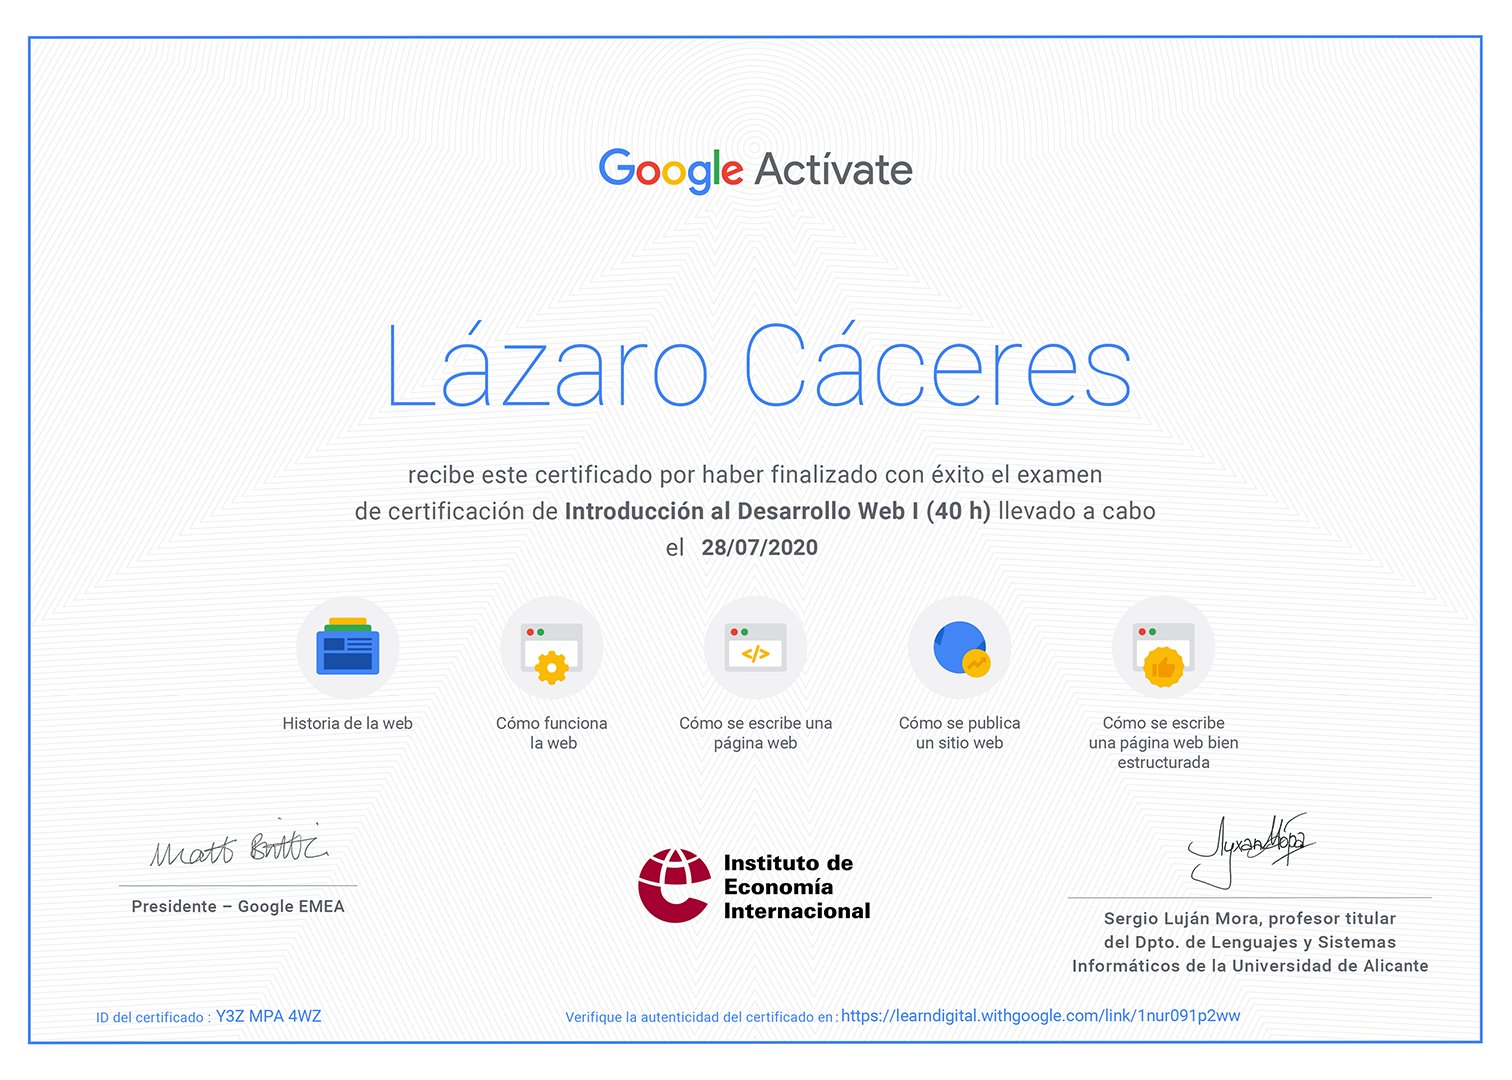 Google Actívate
Lázaro Cáceres
recibe este certificado por haber finalizado con éxito el examen
de certificación de Introducción al Desarrollo Web I (40 h) llevado a cabo
el 28/07/2020
</>
Historia de la web
Cómo funciona
la web
Cómo se escribe una
página web
Cómo se publica
un sitio web
Cómo se escribe
una página web bien
estructurada
Matt Brittin
Presidente – Google EMEA
Instituto de
Economía
Internacional
Sergio Luján Mora, profesor titular
del Dpto. de Lenguajes y Sistemas
Informáticos de la Universidad de Alicante
ID del certificado : Y3Z MPA 4WZ
Verifique la autenticidad del certificado en : https://learndigital.withgoogle.com/link/1nur091p2ww